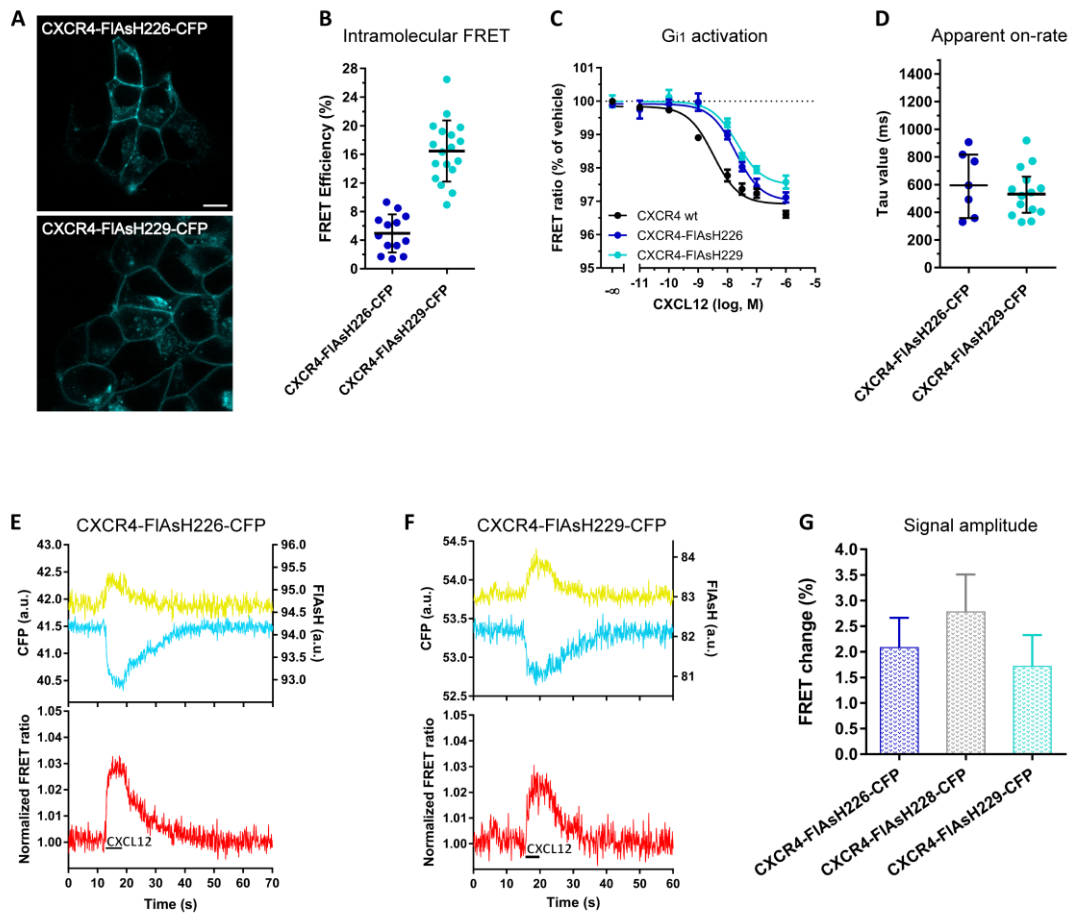 A
CXCR4-FlAsH226-CFP
CXCR4-FlAsH229-CFP
B
Intramolecular FRET
FRET Efficiency (%)
28
24
20
16
12
8
4
0
CXCR4-FlAsH226-CFP
CXCR4-FlAsH229-CFP
C
Gi1 activation
FRET ratio (% of vehicle)
101
100
99
98
97
96
95
CXCR4 wt
CXCR4-FlAsH226
CXCR4-FlAsH229
-∞ -11 -10 -9 -8 -7 -6 -5
CXCL12 (log, M)
D
Apparent on-rate
Tau value (ms)
1400
1200
1000
800
600
400
200
0
CXCR4-FlAsH226-CFP
CXCR4-FlAsH229-CFP
E
CXCR4-FlAsH226-CFP
CFP (a.u.)
43.0
42.5
42.0
41.5
41.0
40.5
96.0
95.5
95.0
94.5
94.0
93.5
93.0
FlAsH (a.u.)
Normalized FRET ratio
1.05
1.04
1.03
1.02
1.01
1.00
CXCL12
0 10 20 30 40 50 60 70
Time (s)
F
CXCR4-FlAsH229-CFP
CFP (a.u.)
54.5
54.0
53.5
53.0
52.5
84
83
82
81
FlAsH (a.u.)
Normalized FRET ratio
1.05
1.04
1.03
1.02
1.01
1.00
CXCL12
0 10 20 30 40 50 60
Time (s)
G
Signal amplitude
FRET change (%)
4.0
3.5
3.0
2.5
2.0
1.5
1.0
0.5
0.0
CXCR4-FlAsH226-CFP
CXCR4-FlAsH228-CFP
CXCR4-FlAsH229-CFP